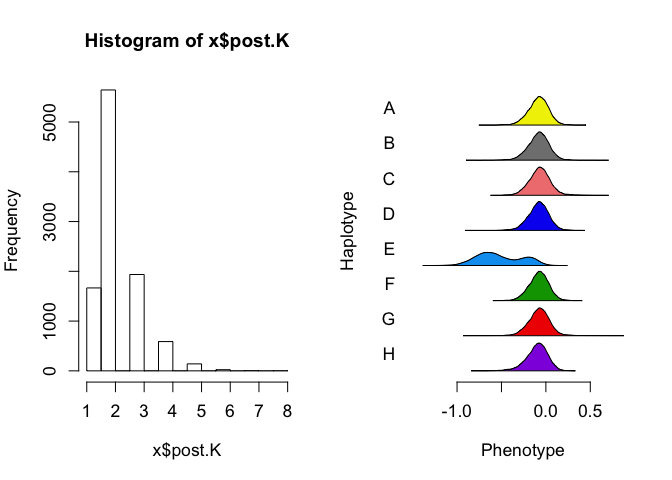 Histogram of x$post.K
Frequency
0
1000
3000
5000
1 2 3 4 5 6 7 8
x$post.K
Haplotype
A
B
C
D
E
F
G
H
-1.0 0.0 0.5
Phenotype